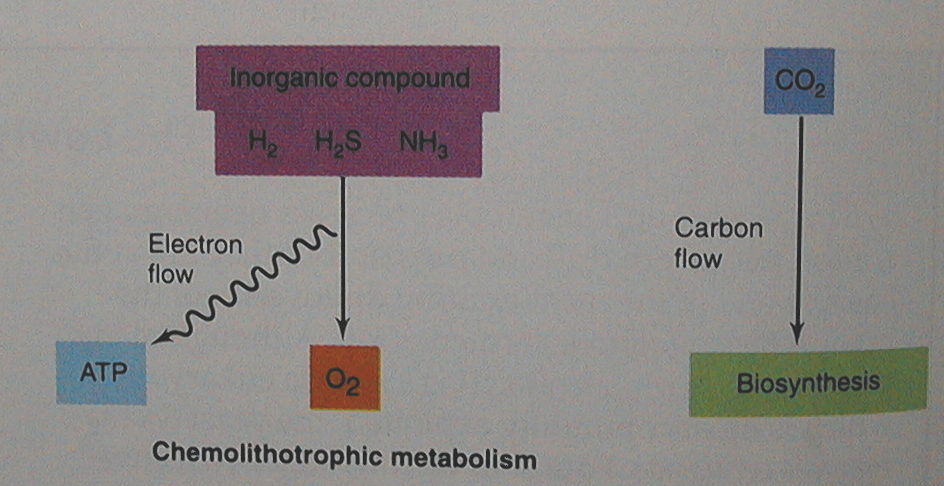 Inorganic compound
H₂ H₂S NH₃
CO₂
Electron
flow
Carbon
flow
ATP
O₂
Biosynthesis
Chemolithotrophic metabolism